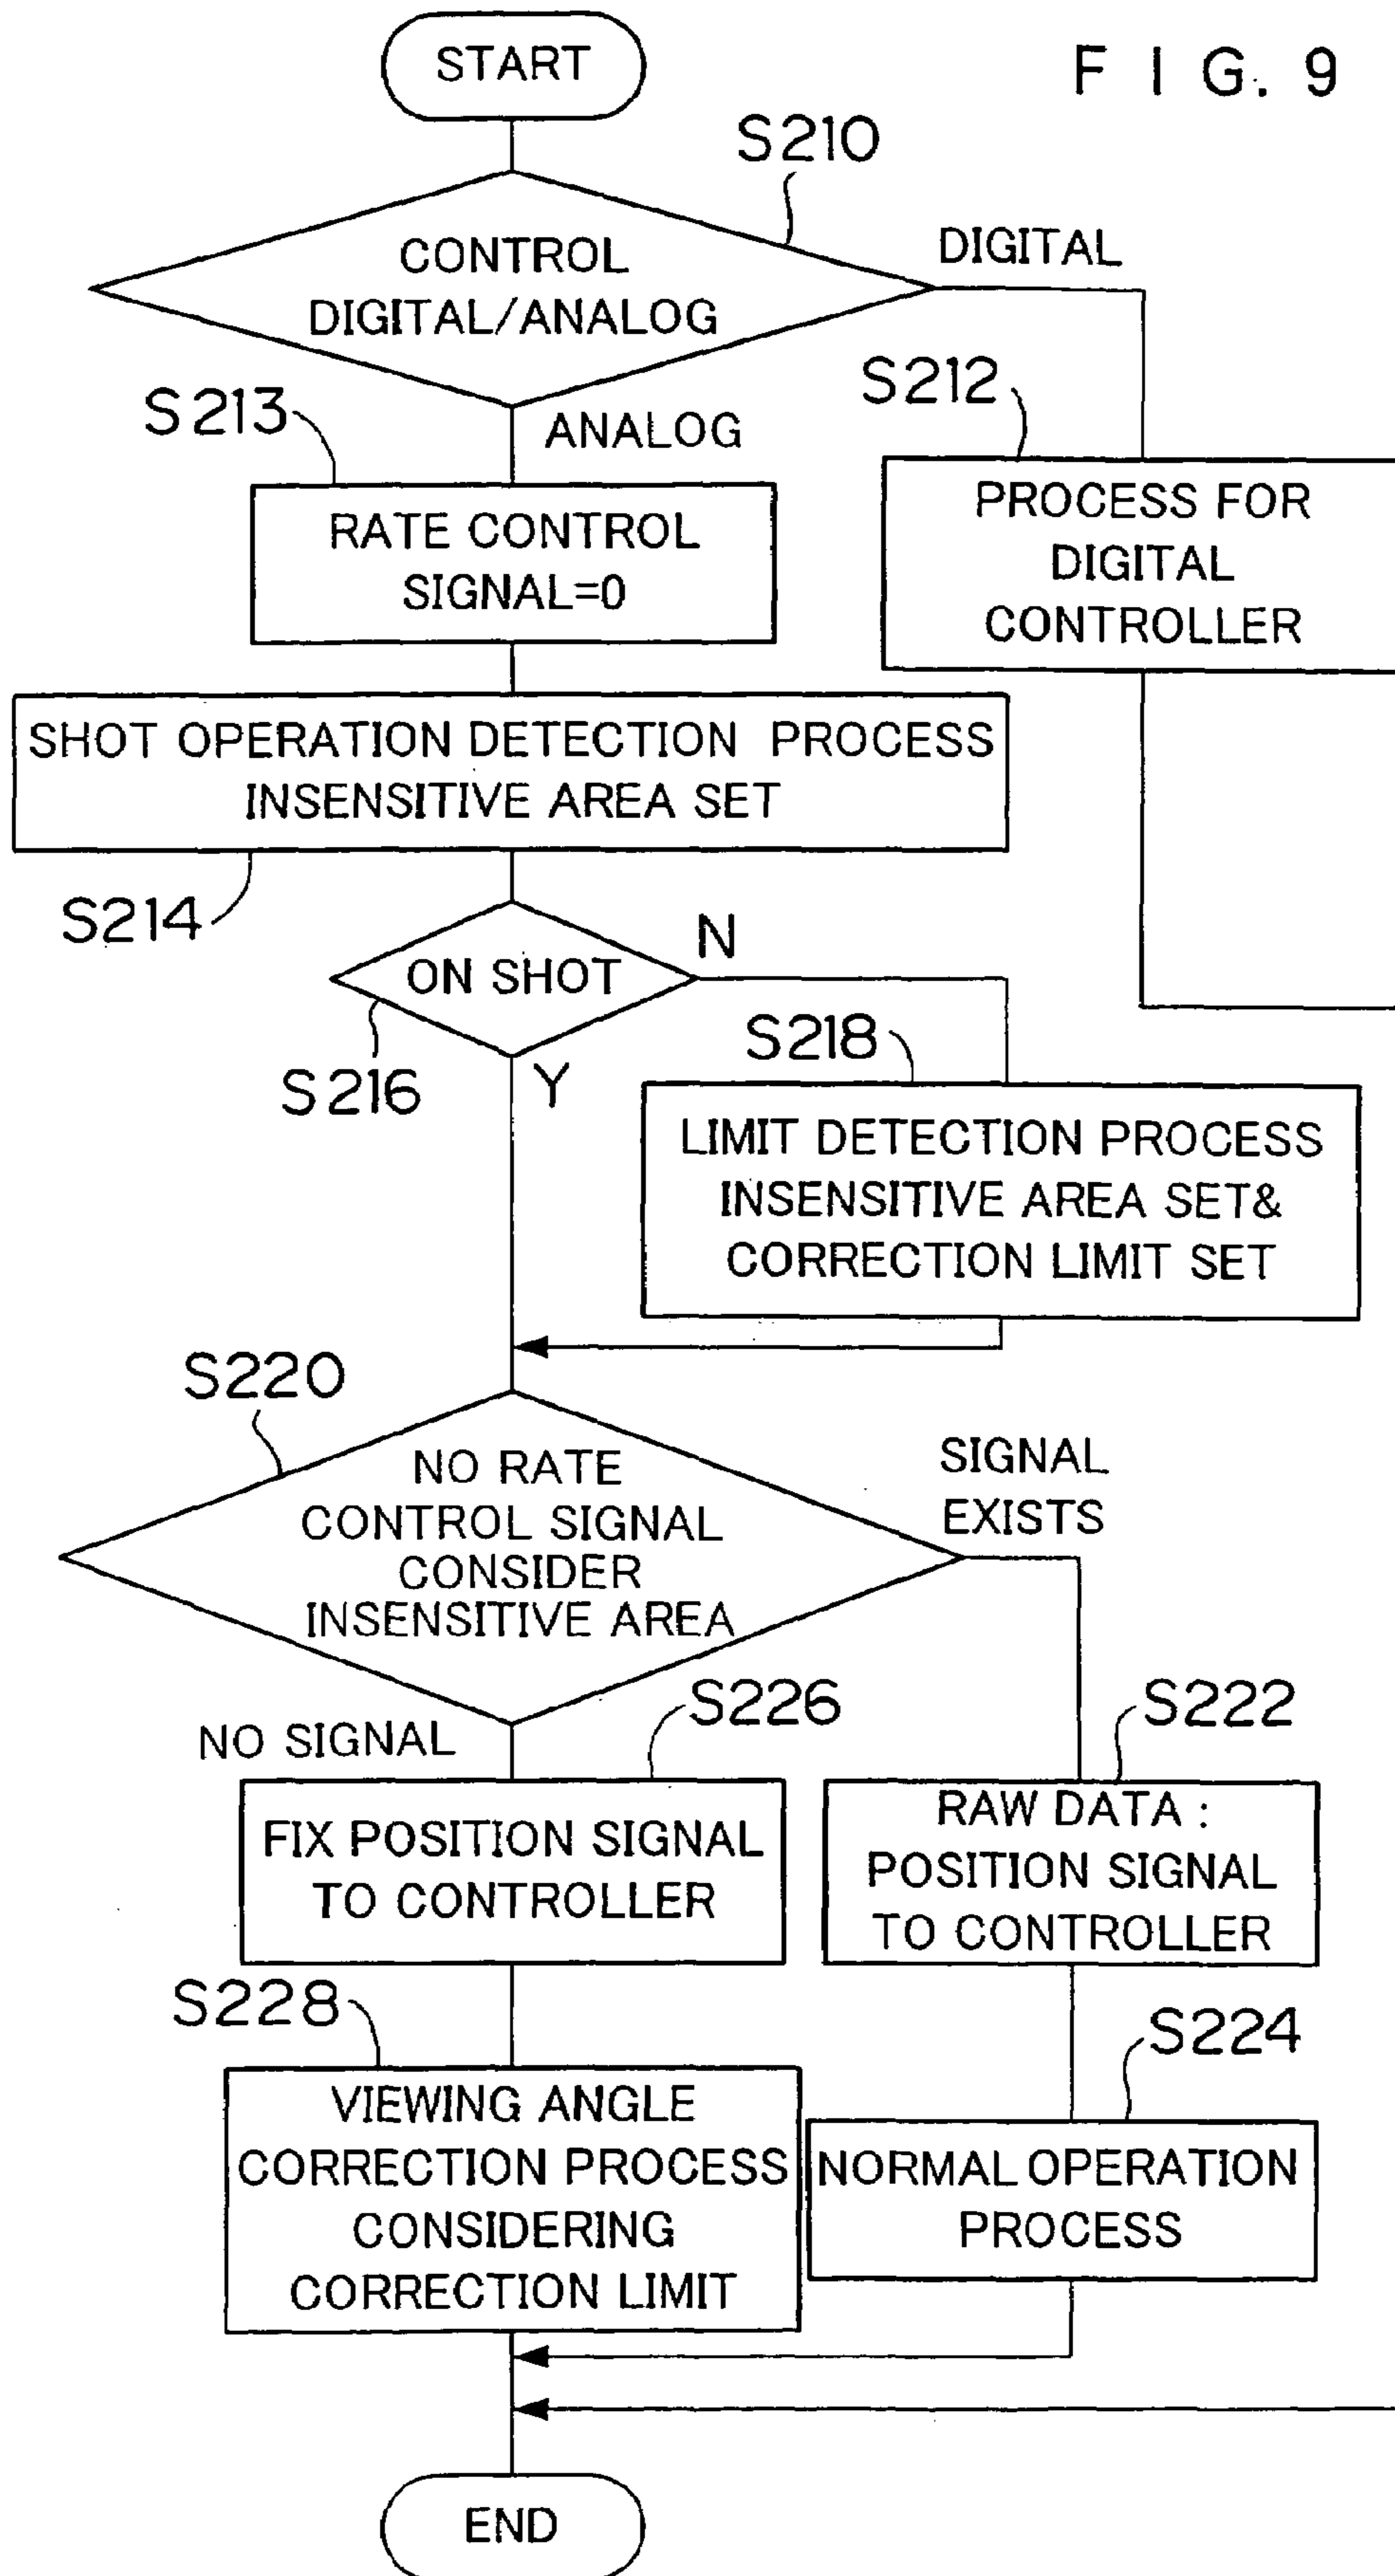 START
F I G. 9
S210
CONTROL
DIGITAL/ANALOG
DIGITAL
S212
PROCESS FOR
DIGITAL
CONTROLLER
S213
ANALOG
RATE CONTROL
SIGNAL=0
SHOT OPERATION DETECTION PROCESS
INSENSITIVE AREA SET
S214
ON SHOT
N
S216
Y
S218
LIMIT DETECTION PROCESS
INSENSITIVE AREA SET&
CORRECTION LIMIT SET
S220
NO RATE
CONTROL SIGNAL
CONSIDER
INSENSITIVE AREA
SIGNAL
EXISTS
NO SIGNAL
S226
FIX POSITION SIGNAL
TO CONTROLLER
S222
RAW DATA :
POSITION SIGNAL
TO CONTROLLER
S228
VIEWING ANGLE
CORRECTION PROCESS
CONSIDERING
CORRECTION LIMIT
S224
NORMAL OPERATION
PROCESS
END